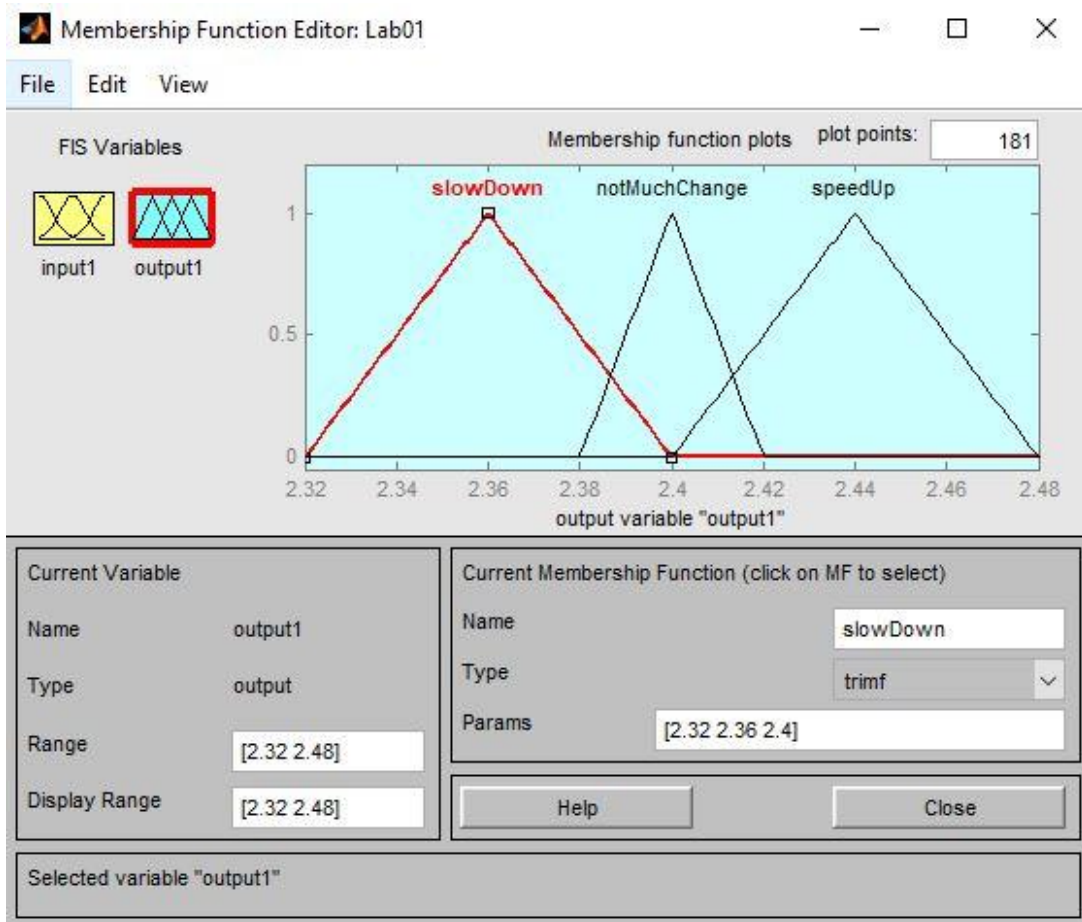 Membership Function Editor: Lab01
File Edit View
FIS Variables
input1 output1
Membership function plots plot points: 181
slowDown notMuchChange speedUp
1
0.5
0
2.32 2.34 2.36 2.38 2.4 2.42 2.44 2.46 2.48
output variable "output1"
Current Variable
Name output1
Type output
Range [2.32 2.48]
Display Range [2.32 2.48]
Current Membership Function (click on MF to select)
Name slowDown
Type trimf
Params [2.32 2.36 2.4]
Help Close
Selected variable "output1"